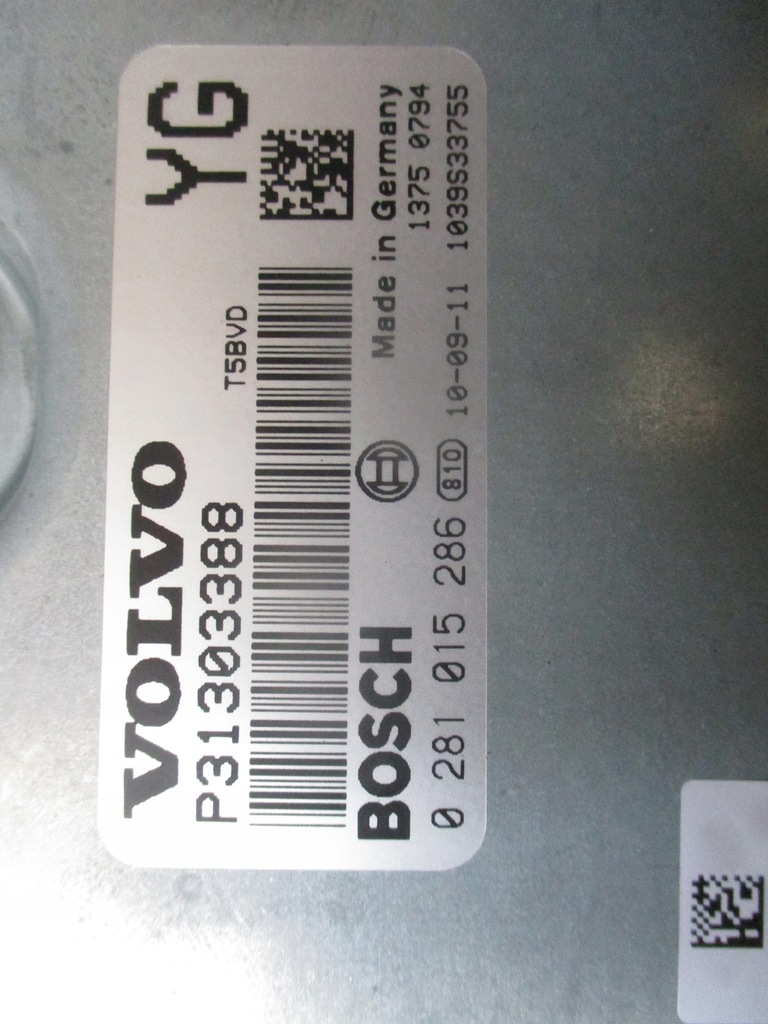 VOLVO
YG
P31303388
T5BVD
BOSCH
Made in Germany
1375 0794
0 281 015 286
810
10-09-11
1039S33755